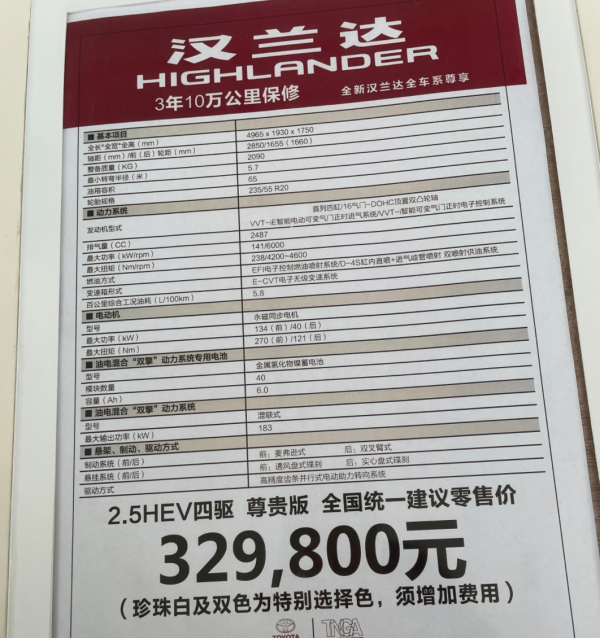 汉兰达
HIGHLANDER
3年10万公里保修 全新汉兰达全车系尊享
■ 基本项目
全长*全宽*全高(mm) 4965 x 1930 x 1750
轴距(mm)/前(后)轮距(mm) 2850/1655(1660)
整备质量(KG) 2090
最小转弯半径(米) 5.7
油箱容积 65
轮胎规格 235/55 R20
■ 动力系统
发动机型式 直列四缸/16气门-DOHC顶置双凸轮轴
VVT-iE智能电动可变气门正时进气系统/VVT-i智能可变气门正时电子控制系统
排气量(CC) 2487
最大功率(kW/rpm) 141/6000
最大扭矩(Nm/rpm) 238/4200~4600
燃油方式 EFI电子控制燃油喷射系统/D-4S缸内直喷+进气歧管喷射 双喷射供油系统
变速箱形式 E-CVT电子无级变速系统
百公里综合工况油耗(L/100km) 5.8
■ 电动机
型号 永磁同步电机
最大功率(kW) 134(前)/40(后)
最大扭矩(Nm) 270(前)/121(后)
■ 油电混合“双擎”动力系统专用电池
型号 金属氢化物镍蓄电池
模块数量 40
容量(Ah) 6.0
■ 油电混合“双擎”动力系统
型号 混联式
最大输出功率(kW) 183
■ 悬架、制动、驱动方式
制动系统(前/后) 前:麦弗逊式 后:双叉臂式
悬挂系统(前/后) 前:通风盘式碟刹 后:实心盘式碟刹
驱动方式 高精度齿条并行式电动助力转向系统
2.5HEV四驱 尊贵版 全国统一建议零售价
329,800元
(珍珠白及双色为特别选择色,须增加费用)
TOYOTA TNGA